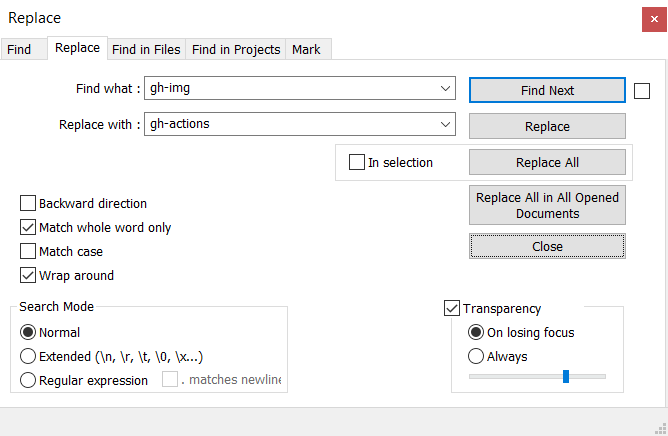 Replace
Find Replace Find in Files Find in Projects Mark
Find what : gh-img Find Next
Replace with : gh-actions Replace
In selection Replace All
Replace All in All Opened
Documents
Backward direction
Match whole word only
Match case
Close
Wrap around
Search Mode
Transparency
Normal
On losing focus
Extended (\n, \r, \t, \0, \x...)
Always
Regular expression . matches newline